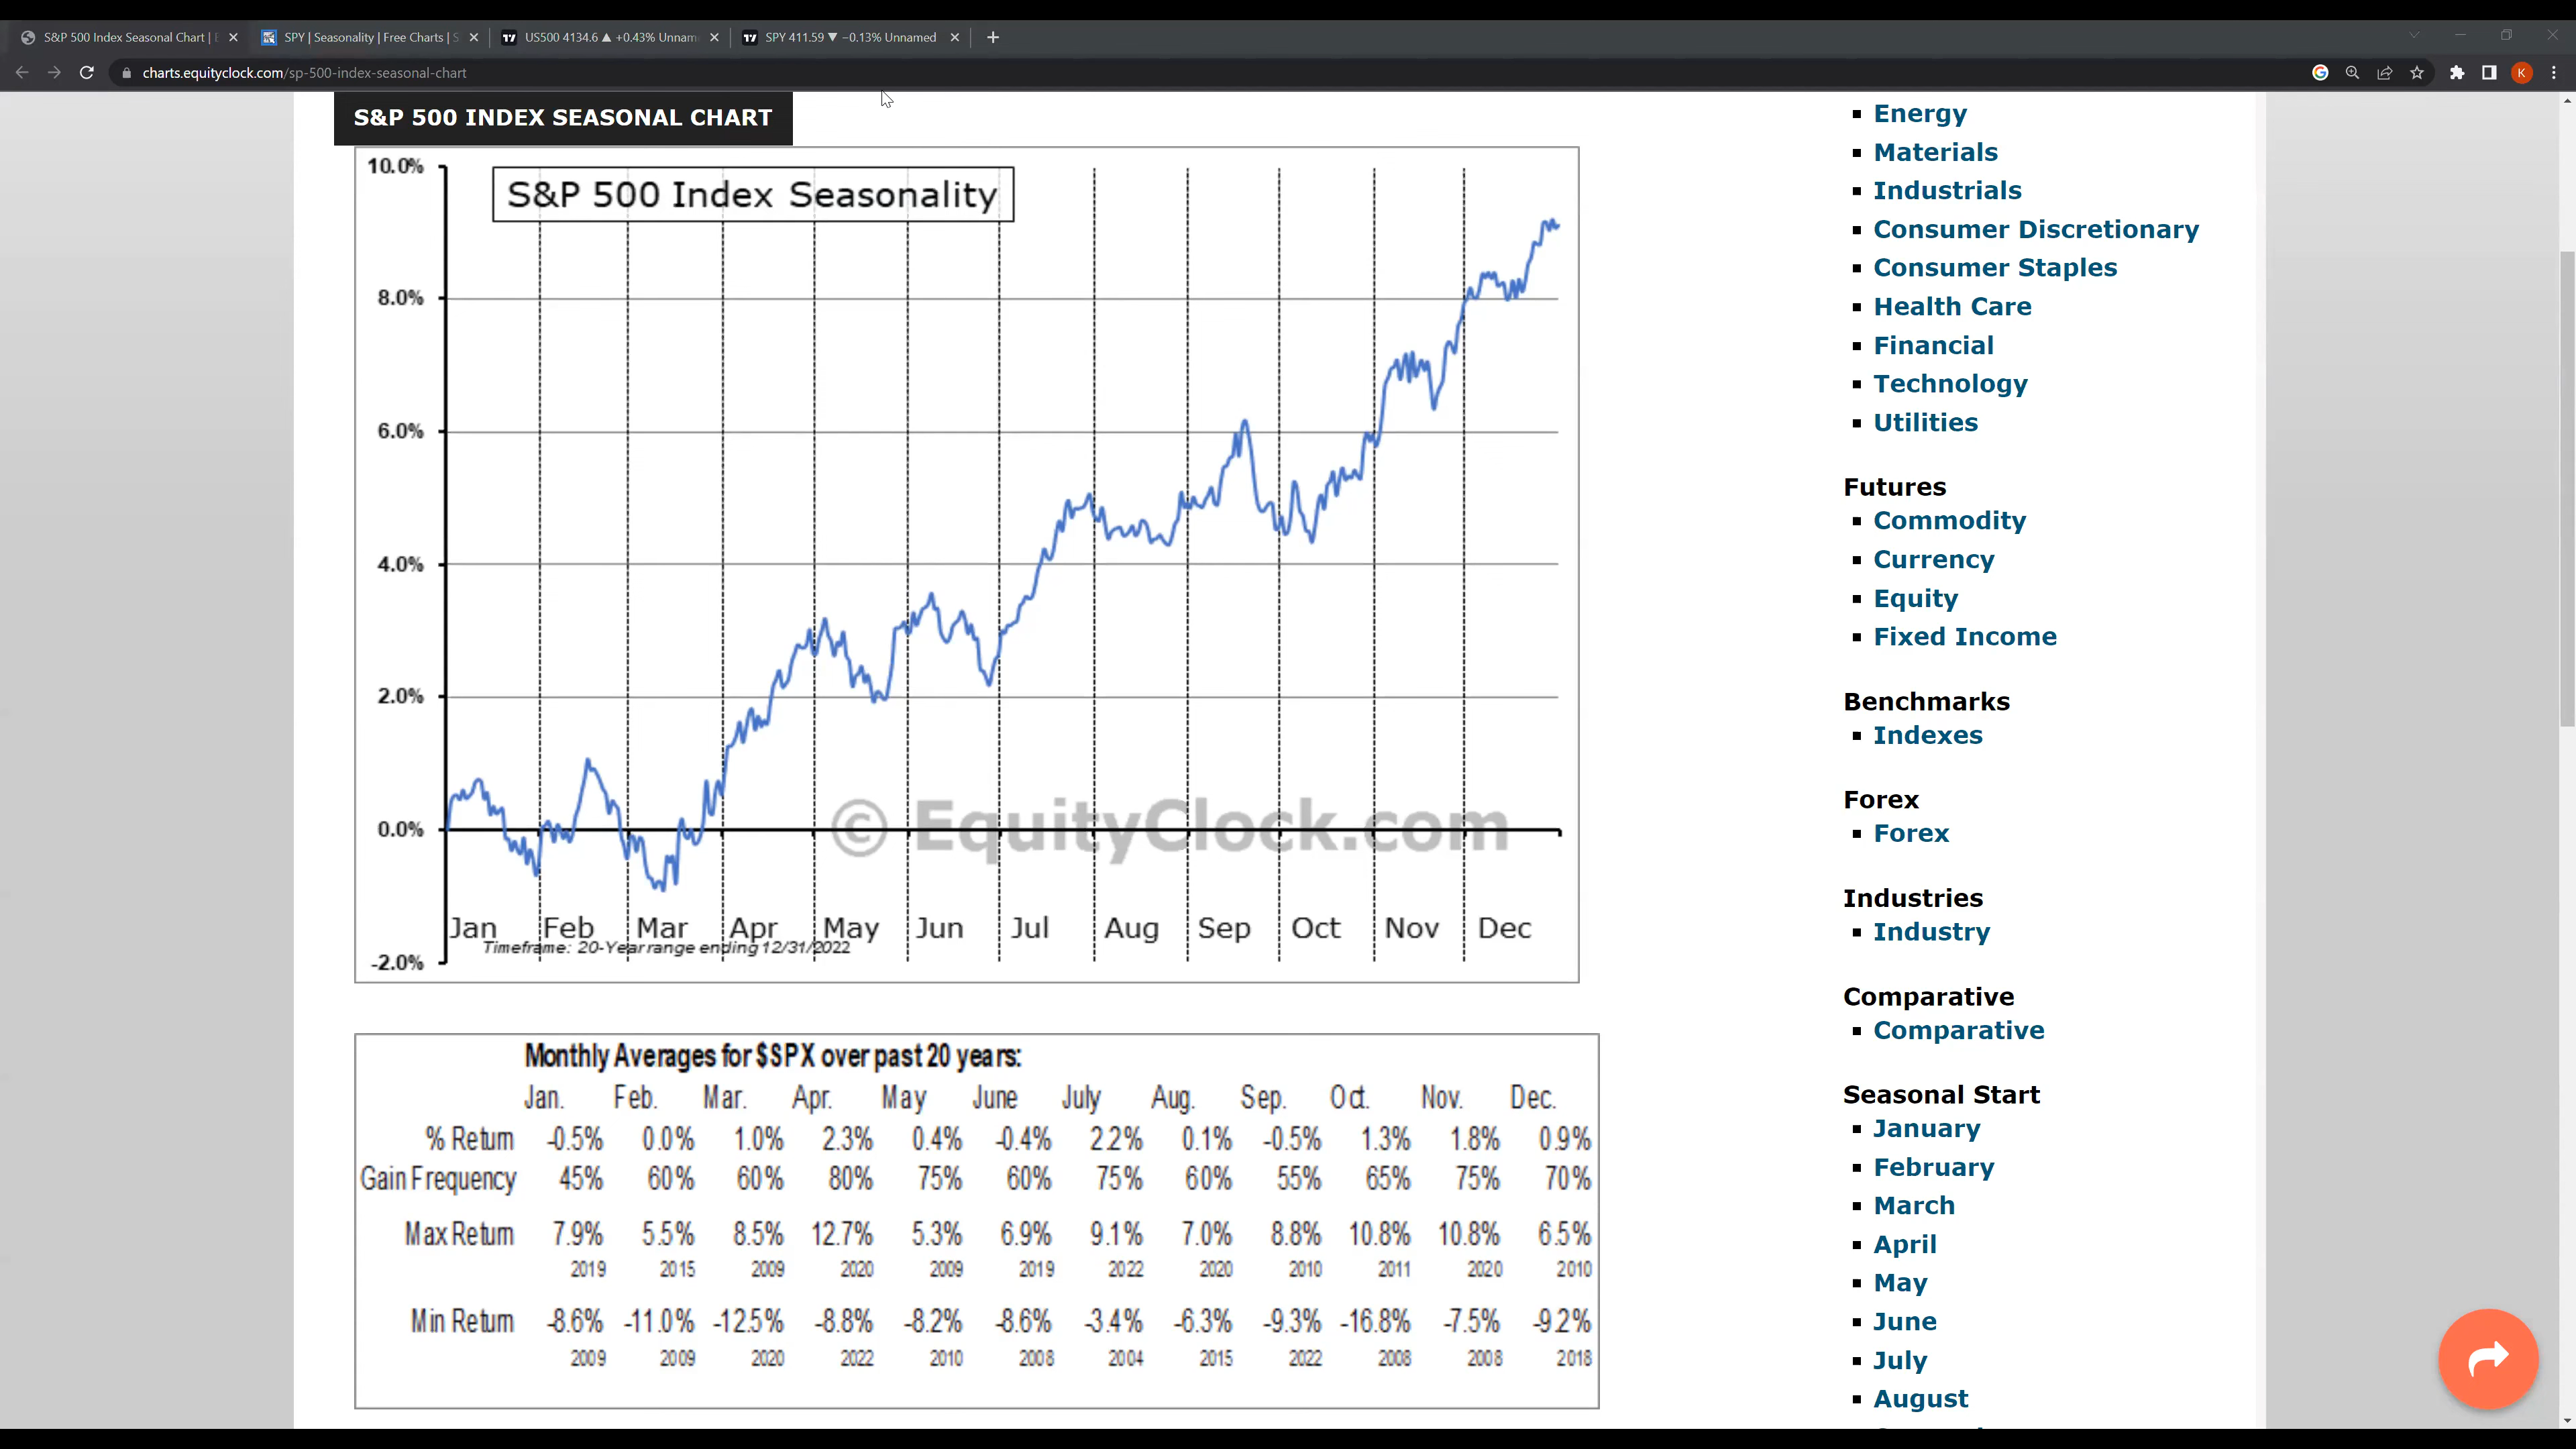 S&P 500 Index Seasonal Chart | E
SPY | Seasonality | Free Charts | S
US500 4134.6 ▲ +0.43% Unnam
SPY 411.59 ▼ −0.13% Unnamed
charts.equityclock.com/sp-500-index-seasonal-chart
K
S&P 500 INDEX SEASONAL CHART
S&P 500 Index Seasonality
10.0%
8.0%
6.0%
4.0%
2.0%
0.0%
-2.0%
© EquityClock.com
Jan Feb Mar Apr May Jun Jul Aug Sep Oct Nov Dec
Timeframe: 20-Year range ending 12/31/2022
Monthly Averages for $SPX over past 20 years:
Jan. Feb. Mar. Apr. May June July Aug. Sep. Oct. Nov. Dec.
% Return -0.5% 0.0% 1.0% 2.3% 0.4% -0.4% 2.2% 0.1% -0.5% 1.3% 1.8% 0.9%
Gain Frequency 45% 60% 60% 80% 75% 60% 75% 60% 55% 65% 75% 70%
Max Return 7.9% 5.5% 8.5% 12.7% 5.3% 6.9% 9.1% 7.0% 8.8% 10.8% 10.8% 6.5%
2019 2015 2009 2020 2009 2019 2022 2020 2010 2011 2020 2010
Min Return -8.6% -11.0% -12.5% -8.8% -8.2% -8.6% -3.4% -6.3% -9.3% -16.8% -7.5% -9.2%
2009 2009 2020 2022 2010 2008 2004 2015 2022 2008 2008 2018
Energy
Materials
Industrials
Consumer Discretionary
Consumer Staples
Health Care
Financial
Technology
Utilities
Futures
Commodity
Currency
Equity
Fixed Income
Benchmarks
Indexes
Forex
Forex
Industries
Industry
Comparative
Comparative
Seasonal Start
January
February
March
April
May
June
July
August